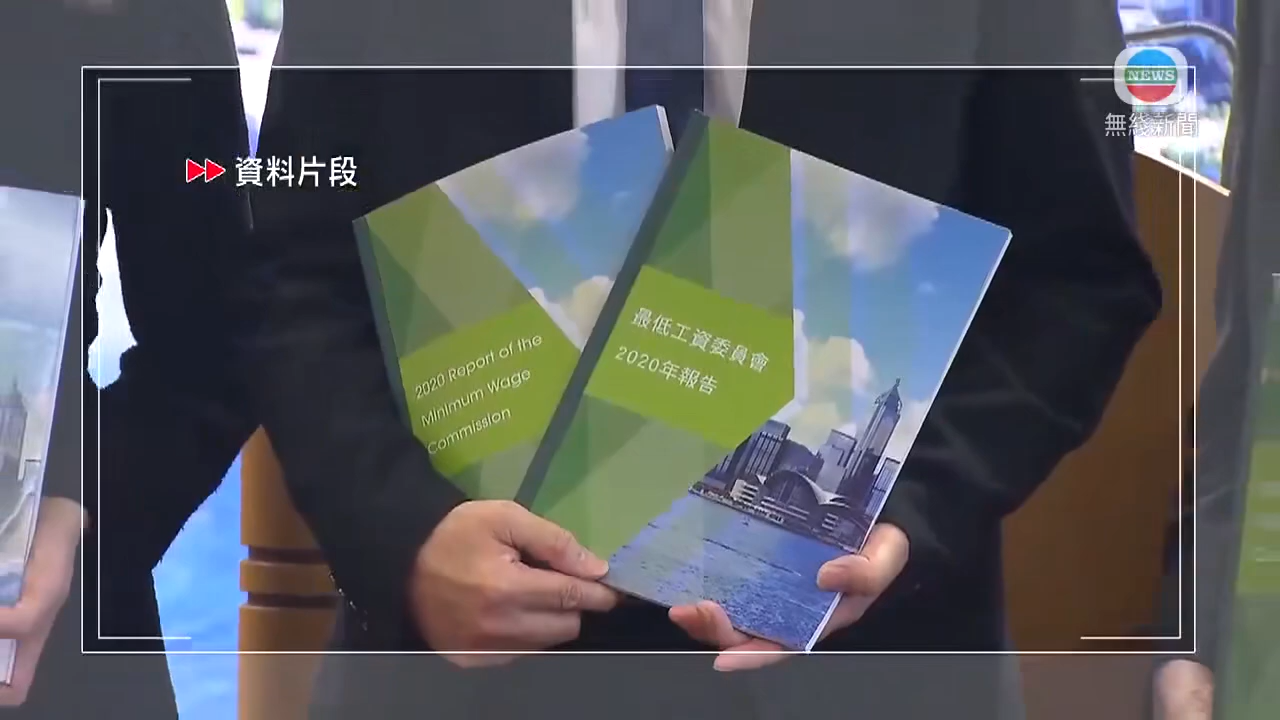 NEWS
無綫新聞
資料片段
2020 Report of the
Minimum Wage
Commission
最低工資委員會
2020年報告